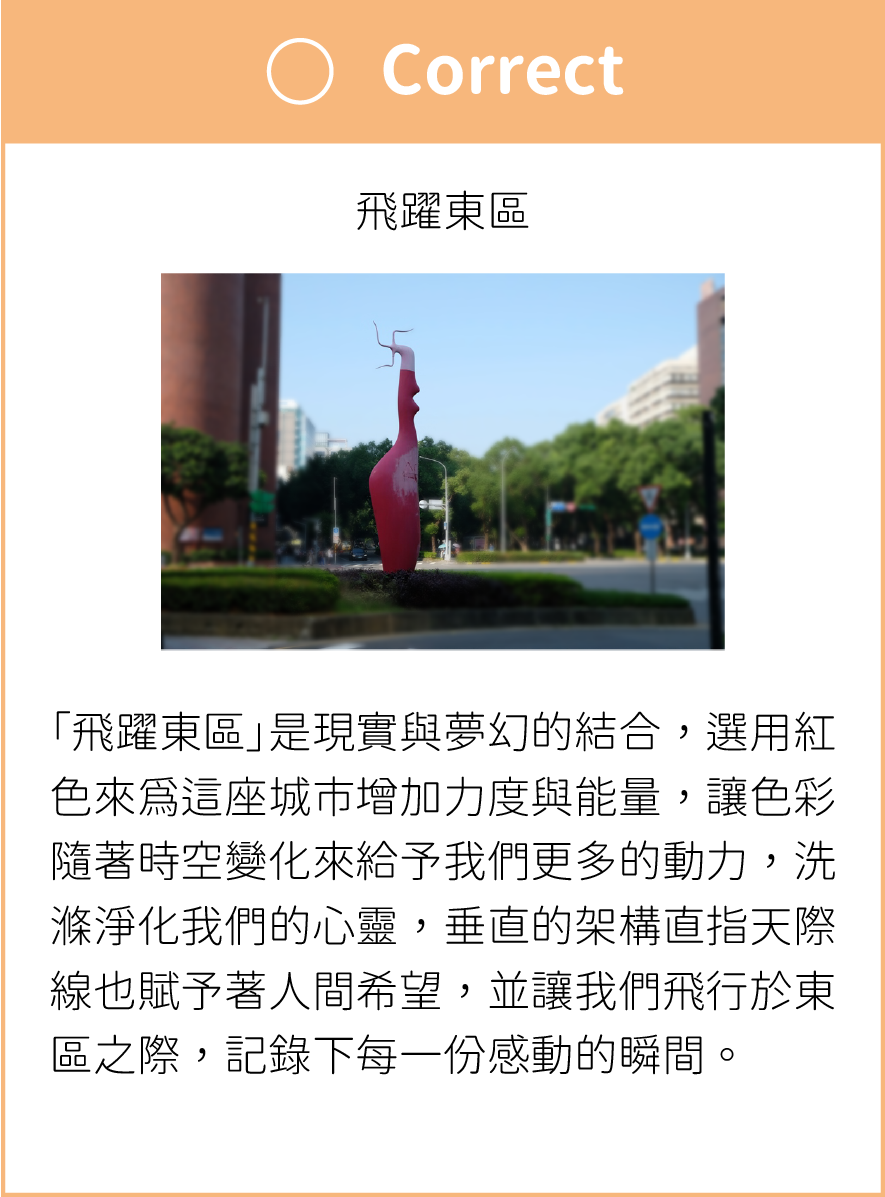 Correct
飛躍東區
「飛躍東區」是現實與夢幻的結合，選用紅
色來為這座城市增加力度與能量，讓色彩
隨著時空變化來給予我們更多的動力，洗
滌淨化我們的心靈，垂直的架構直指天際
線也賦予著人間希望，並讓我們飛行於東
區之際，記錄下每一份感動的瞬間。